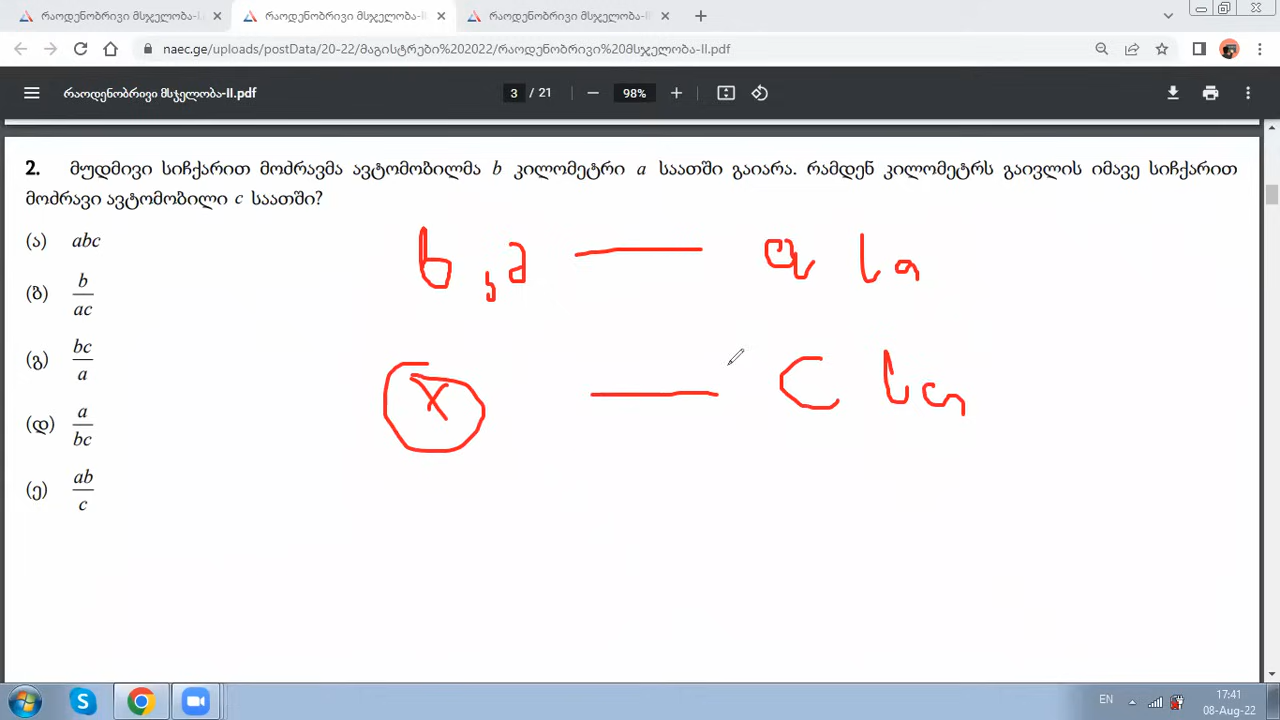 რაოდენობრივი მსჯელობა-
რაოდენობრივი მსჯელობა-II
რაოდენობრივი მსჯელობა-II
naec.ge/uploads/postData/20-22/მაგისტრები%202022/რაოდენობრივი%20მსჯელობა-II.pdf
რაოდენობრივი მსჯელობა-II.pdf
3 / 21
98%
2. მუდმივი სიჩქარით მოძრავმა ავტომობილმა b კილომეტრი a საათში გაიარა. რამდენ კილომეტრს გაივლის იმავე სიჩქარით
მოძრავი ავტომობილი c საათში?
(ა) abc
(ბ) b/ac
(გ) bc/a
(დ) a/bc
(ე) ab/c
b კმ — a სთ
x — c სთ
EN
17:41
08-Aug-22